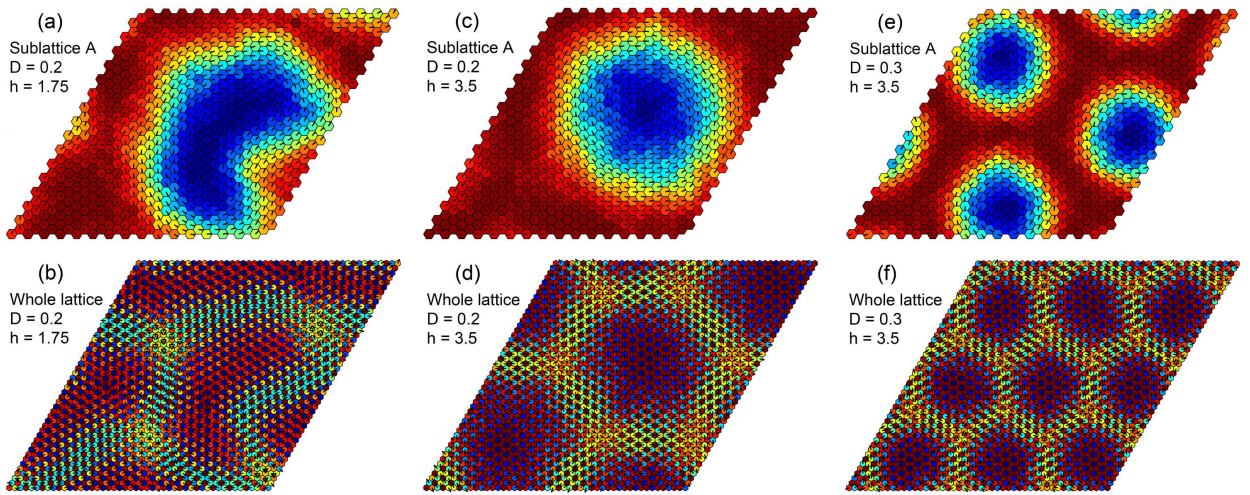 (a)
Sublattice A
D = 0.2
h = 1.75
(c)
Sublattice A
D = 0.2
h = 3.5
(e)
Sublattice A
D = 0.3
h = 3.5
(b)
Whole lattice
D = 0.2
h = 1.75
(d)
Whole lattice
D = 0.2
h = 3.5
(f)
Whole lattice
D = 0.3
h = 3.5